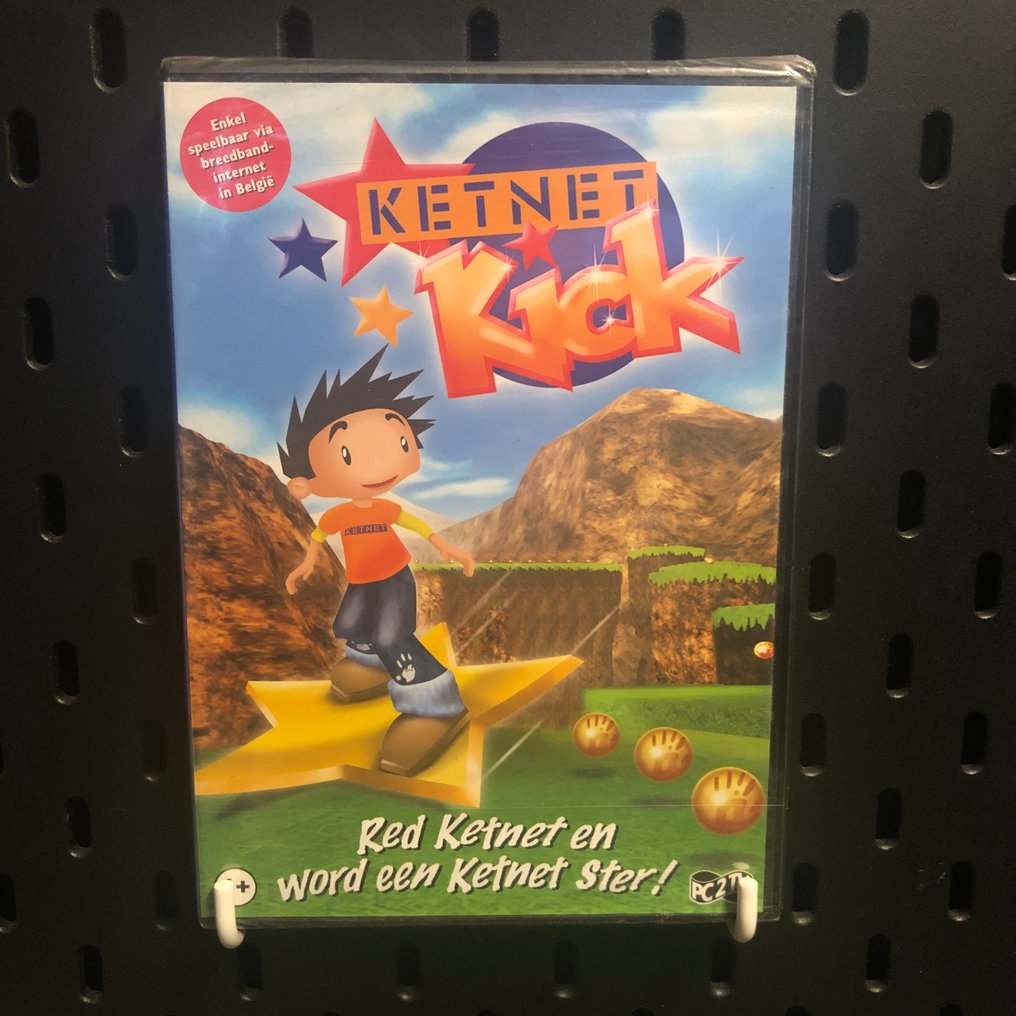 Enkel
speelbaar via
breedband-
internet
in België
KETNET
Kick
KETNET
Red Ketnet en
word een Ketnet Ster!
+
PC2TV